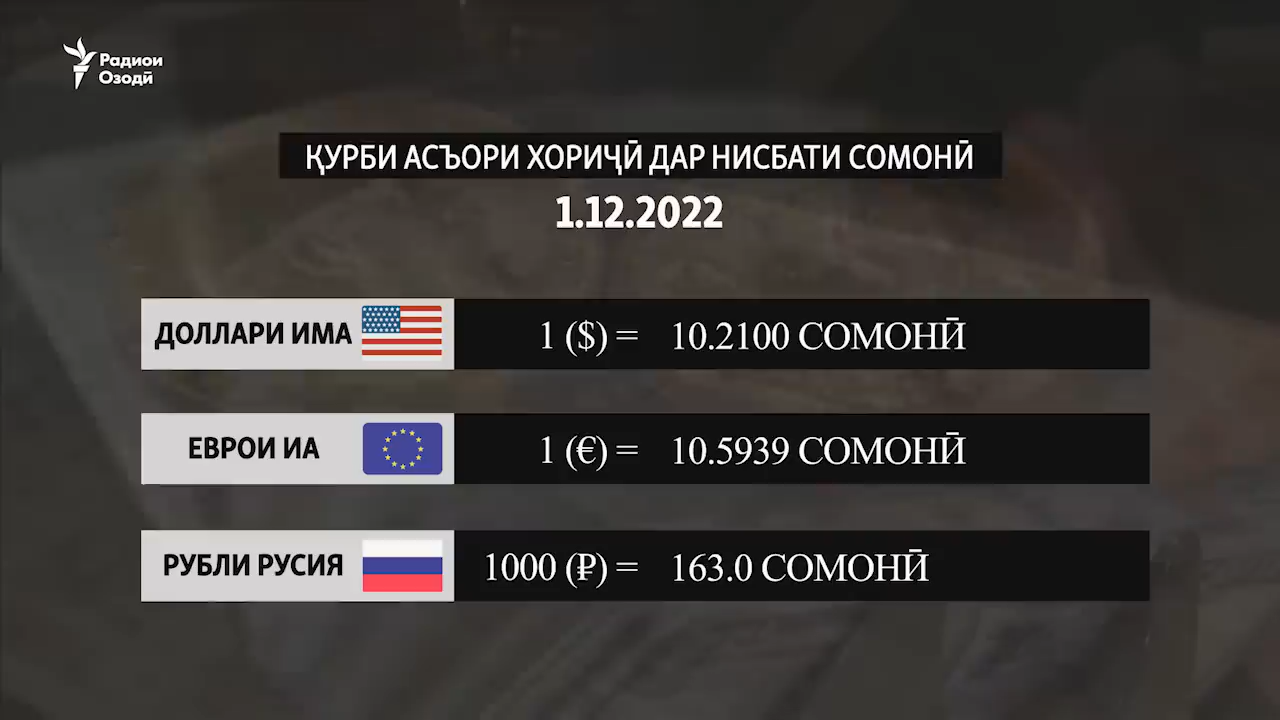 Радиои
Озодӣ
ҚУРБИ АСЪОРИ ХОРИҶӢ ДАР НИСБАТИ СОМОНӢ
1.12.2022
ДОЛЛАРИ ИМА 1 ($) = 10.2100 СОМОНӢ
ЕВРОИ ИА 1 (€) = 10.5939 СОМОНӢ
РУБЛИ РУСИЯ 1000 (₽) = 163.0 СОМОНӢ